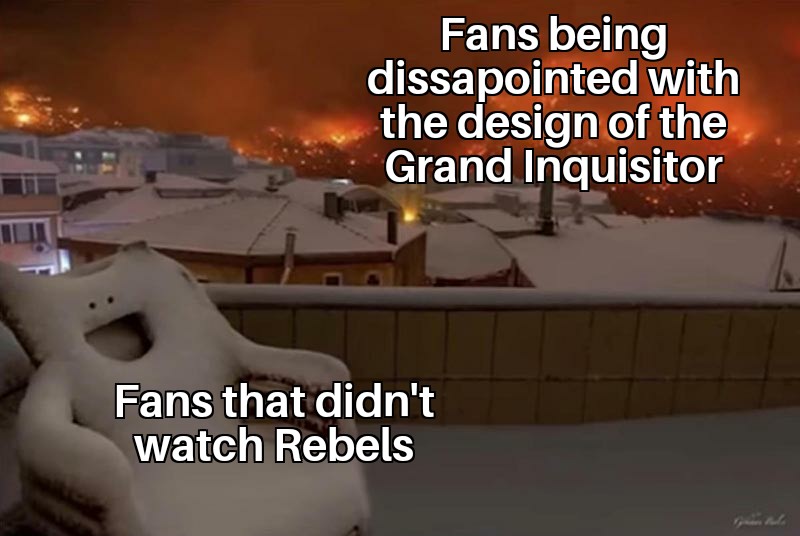 Fans being
dissapointed with
the design of the
Grand Inquisitor
Fans that didn't
watch Rebels